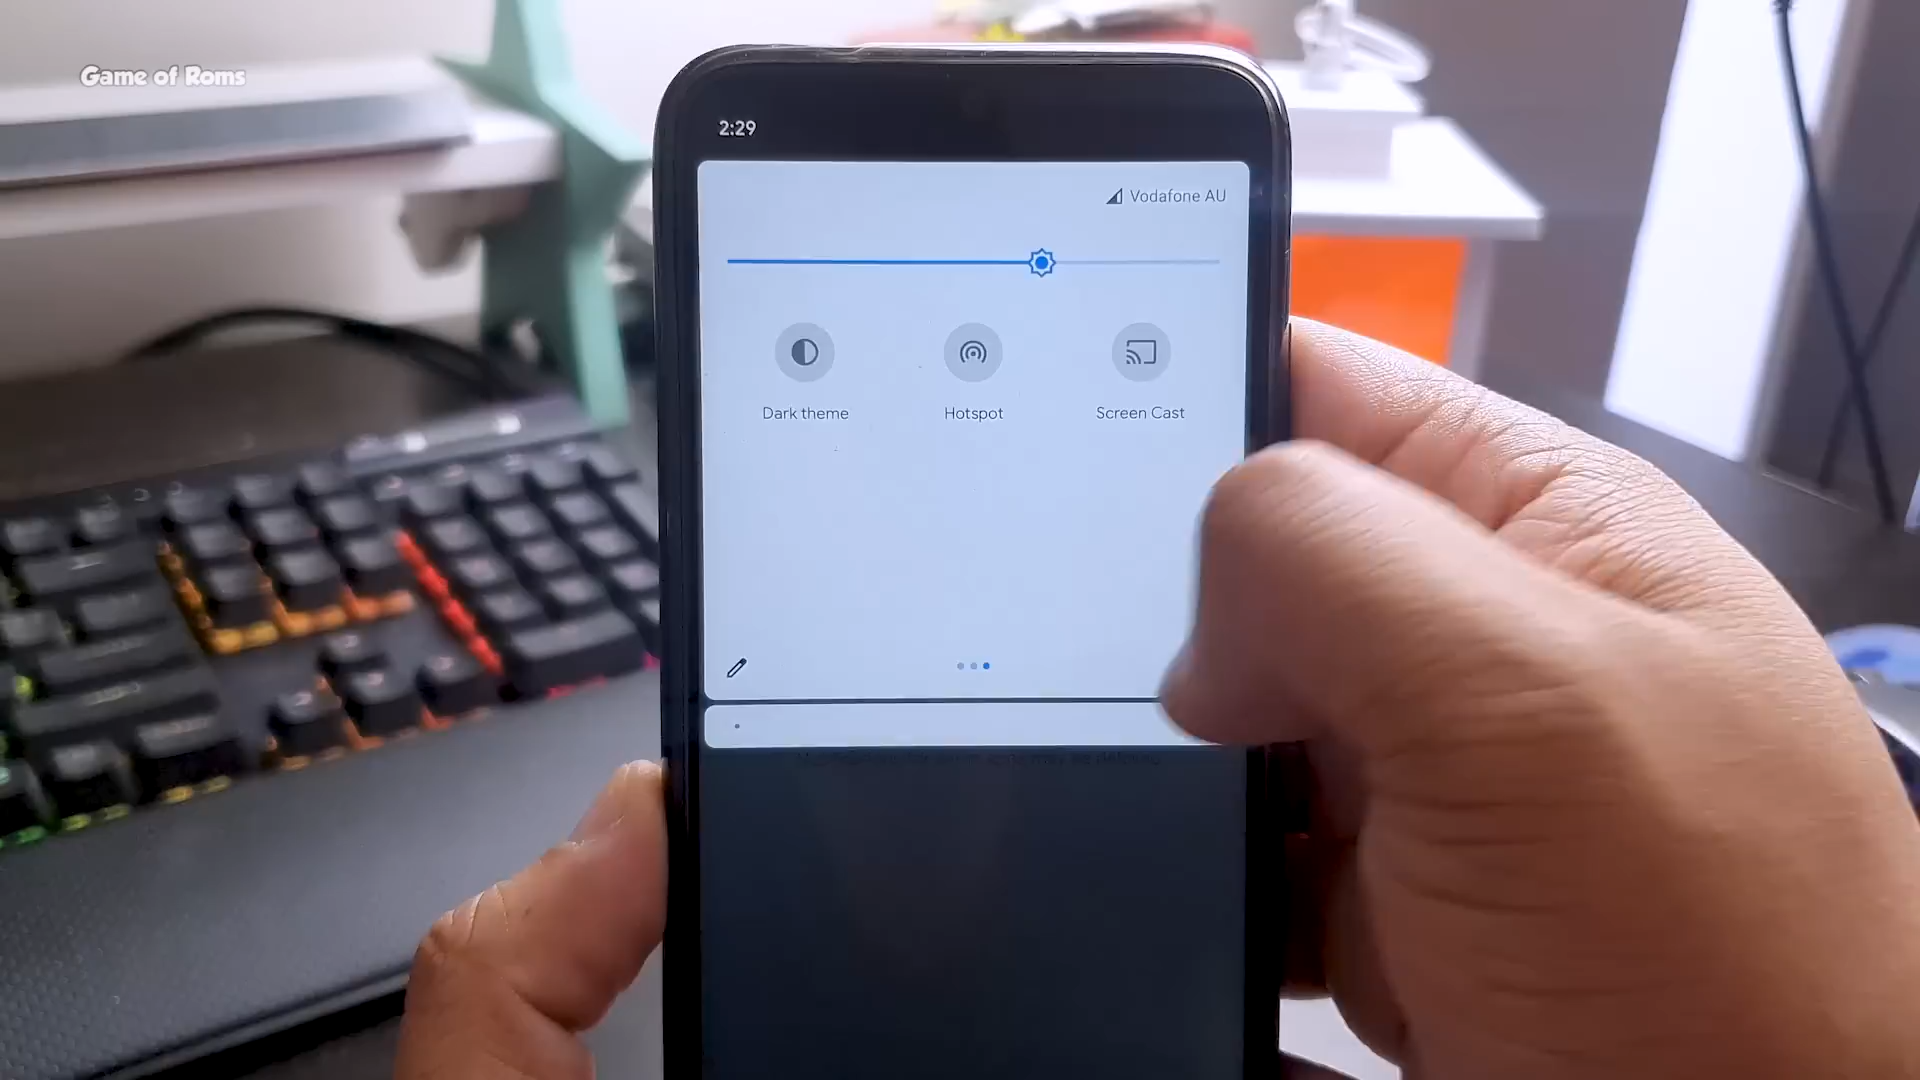 Game of Roms
2:29
Vodafone AU
Dark theme
Hotspot
Screen Cast